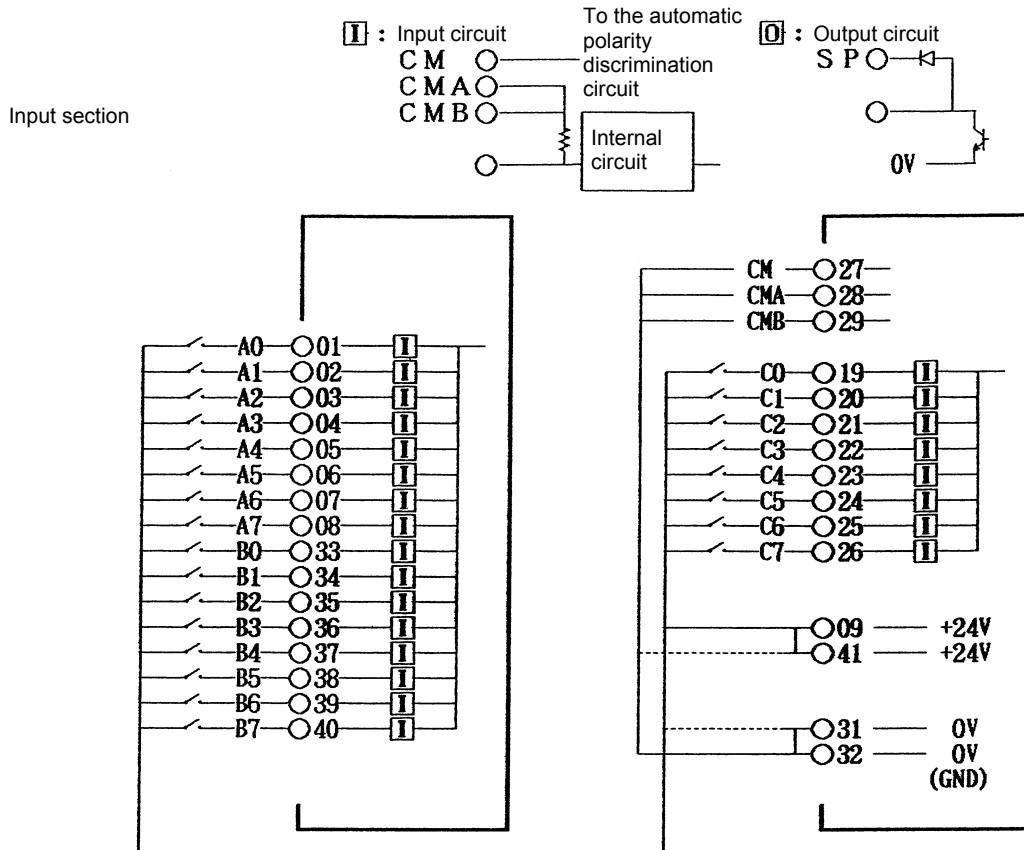 Input section
I : Input circuit
CM
CMA
CMB
To the automatic
polarity
discrimination
circuit
Internal
circuit
O : Output circuit
SP
0V
A0 01 I
A1 02 I
A2 03 I
A3 04 I
A4 05 I
A5 06 I
A6 07 I
A7 08 I
B0 33 I
B1 34 I
B2 35 I
B3 36 I
B4 37 I
B5 38 I
B6 39 I
B7 40 I
CM 27
CMA 28
CMB 29
C0 19 I
C1 20 I
C2 21 I
C3 22 I
C4 23 I
C5 24 I
C6 25 I
C7 26 I
09 +24V
41 +24V
31 0V
32 0V
(GND)